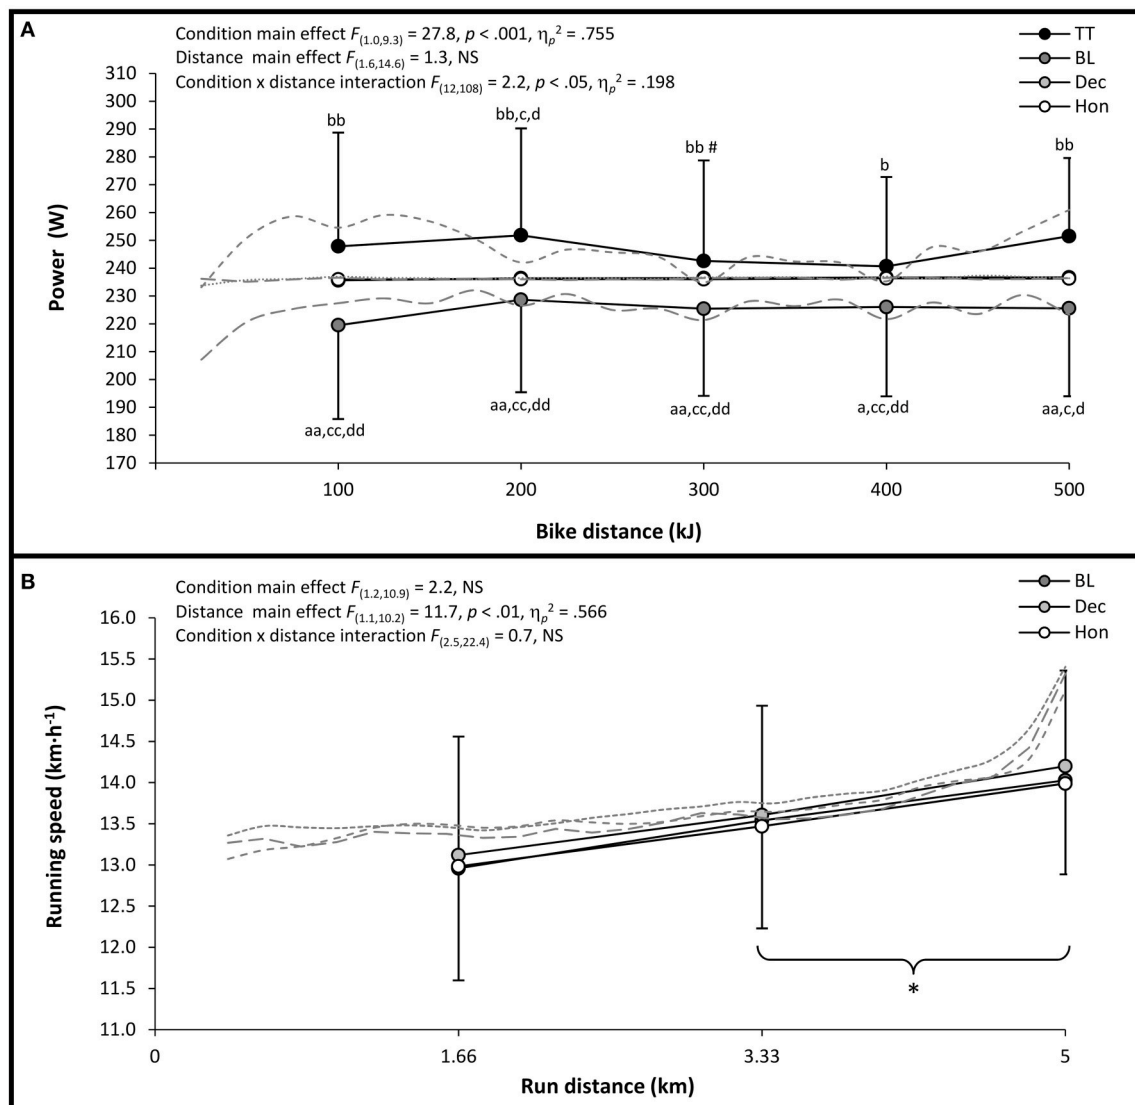 A
Condition main effect F(1.0,9.3) = 27.8, p < .001, ηp² = .755
Distance  main effect F(1.6,14.6) = 1.3, NS
Condition x distance interaction F(12,108) = 2.2, p < .05, ηp² = .198
TT
BL
Dec
Hon
310
300
290
280
270
260
250
240
230
220
210
200
190
180
170
Power (W)
bb
bb,c,d
bb #
b
bb
aa,cc,dd
aa,cc,dd
aa,cc,dd
a,cc,dd
aa,c,d
100 200 300 400 500
Bike distance (kJ)
B
Condition main effect F(1.2,10.9) = 2.2, NS
Distance  main effect F(1.1,10.2) = 11.7, p < .01, ηp² = .566
Condition x distance interaction F(2.5,22.4) = 0.7, NS
BL
Dec
Hon
16.0
15.5
15.0
14.5
14.0
13.5
13.0
12.5
12.0
11.5
11.0
Running speed (km·h⁻¹)
*
0 1.66 3.33 5
Run distance (km)